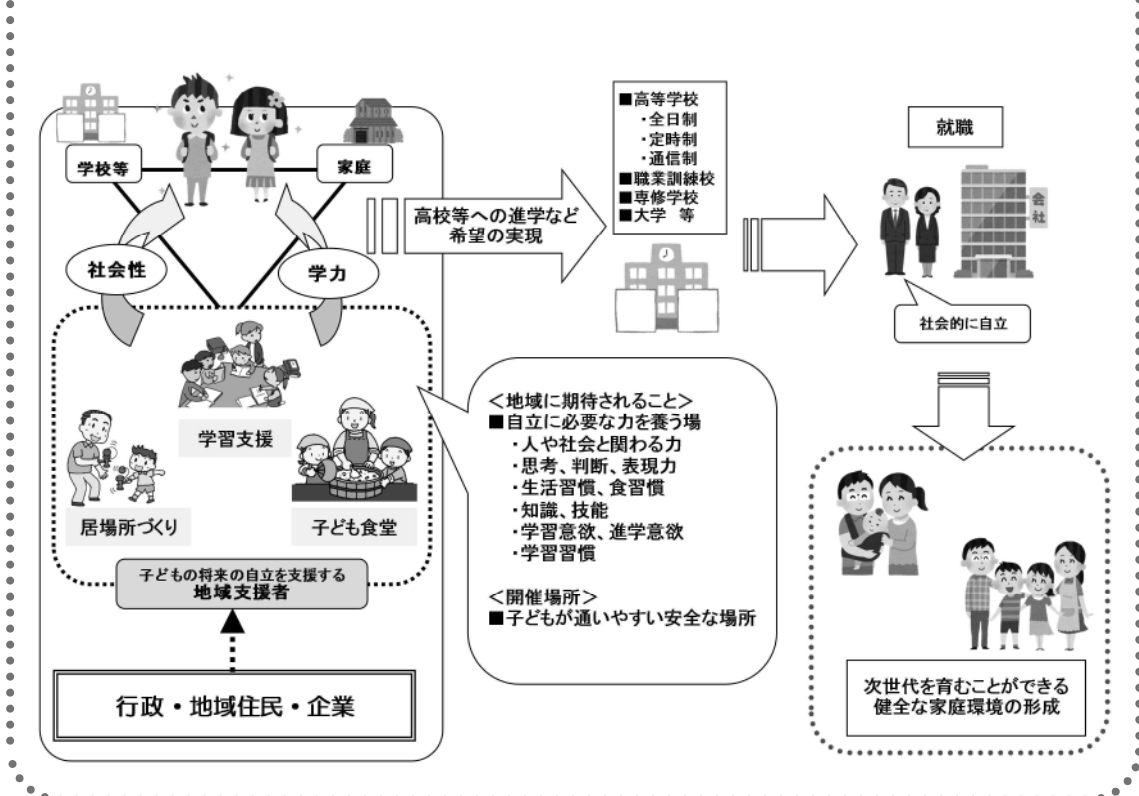 学校等
家庭
社会性
学力
学習支援
居場所づくり
子ども食堂
子どもの将来の自立を支援する
地域支援者
行政・地域住民・企業
高校等への進学など
希望の実現
■高等学校
・全日制
・定時制
・通信制
■職業訓練校
■専修学校
■大学　等
＜地域に期待されること＞
■自立に必要な力を養う場
・人や社会と関わる力
・思考、判断、表現力
・生活習慣、食習慣
・知識、技能
・学習意欲、進学意欲
・学習習慣
＜開催場所＞
■子どもが通いやすい安全な場所
就職
会社
社会的に自立
次世代を育むことができる
健全な家庭環境の形成